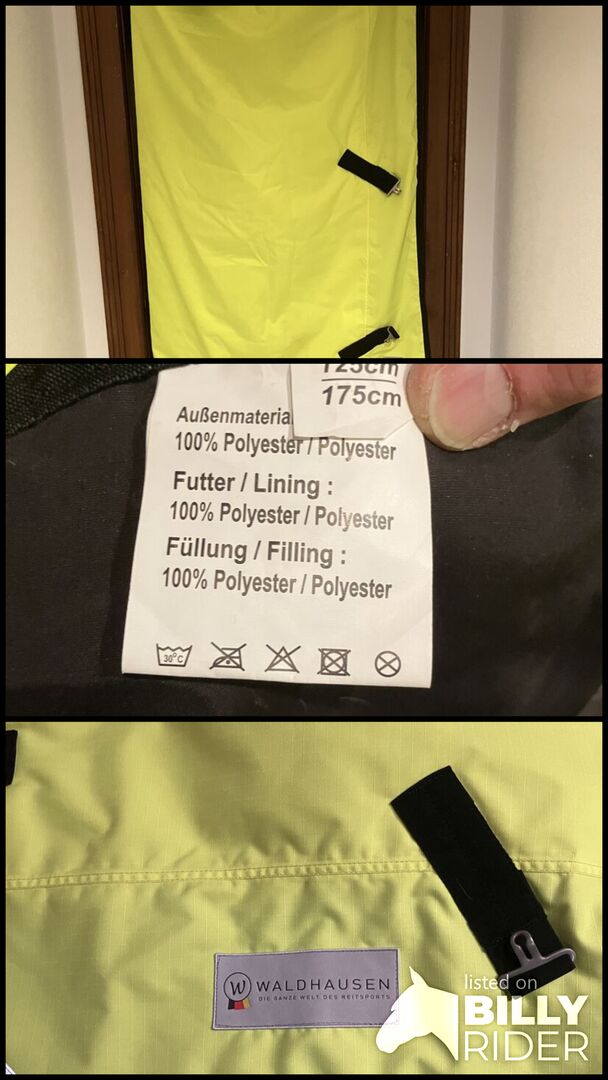 125cm
175cm
Außenmaterial
100% Polyester / Polyester
Futter / Lining :
100% Polyester / Polyester
Füllung / Filling :
100% Polyester / Polyester
30°C
W WALDHAUSEN
DIE GANZE WELT DES REITSPORTS
listed on
BILLY
RIDER